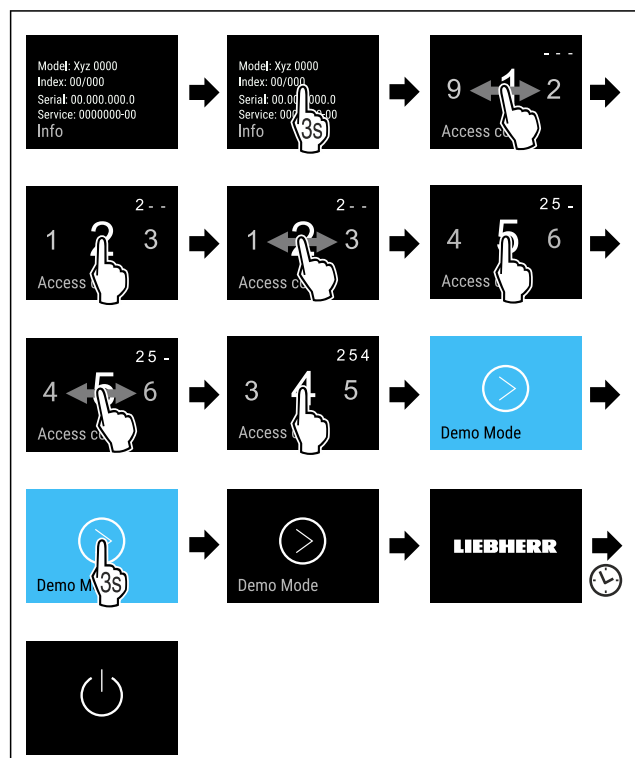 Model: Xyz 0000
Index: 00/000
Serial: 00.000.000.0
Service: 0000000-00
Info
Model: Xyz 0000
Index: 00/000
Serial: 00.00 000.0
Service: 00 00-00
Info
3s
- - -
9 1 2
Access c
2 - -
1 2 3
Access c
2 - -
1 2 3
Access c
2 5 -
4 5 6
Access c
2 5 -
4 5 6
Access c
2 5 4
3 4 5
Access c
Demo Mode
Demo M
3s
Demo Mode
LIEBHERR